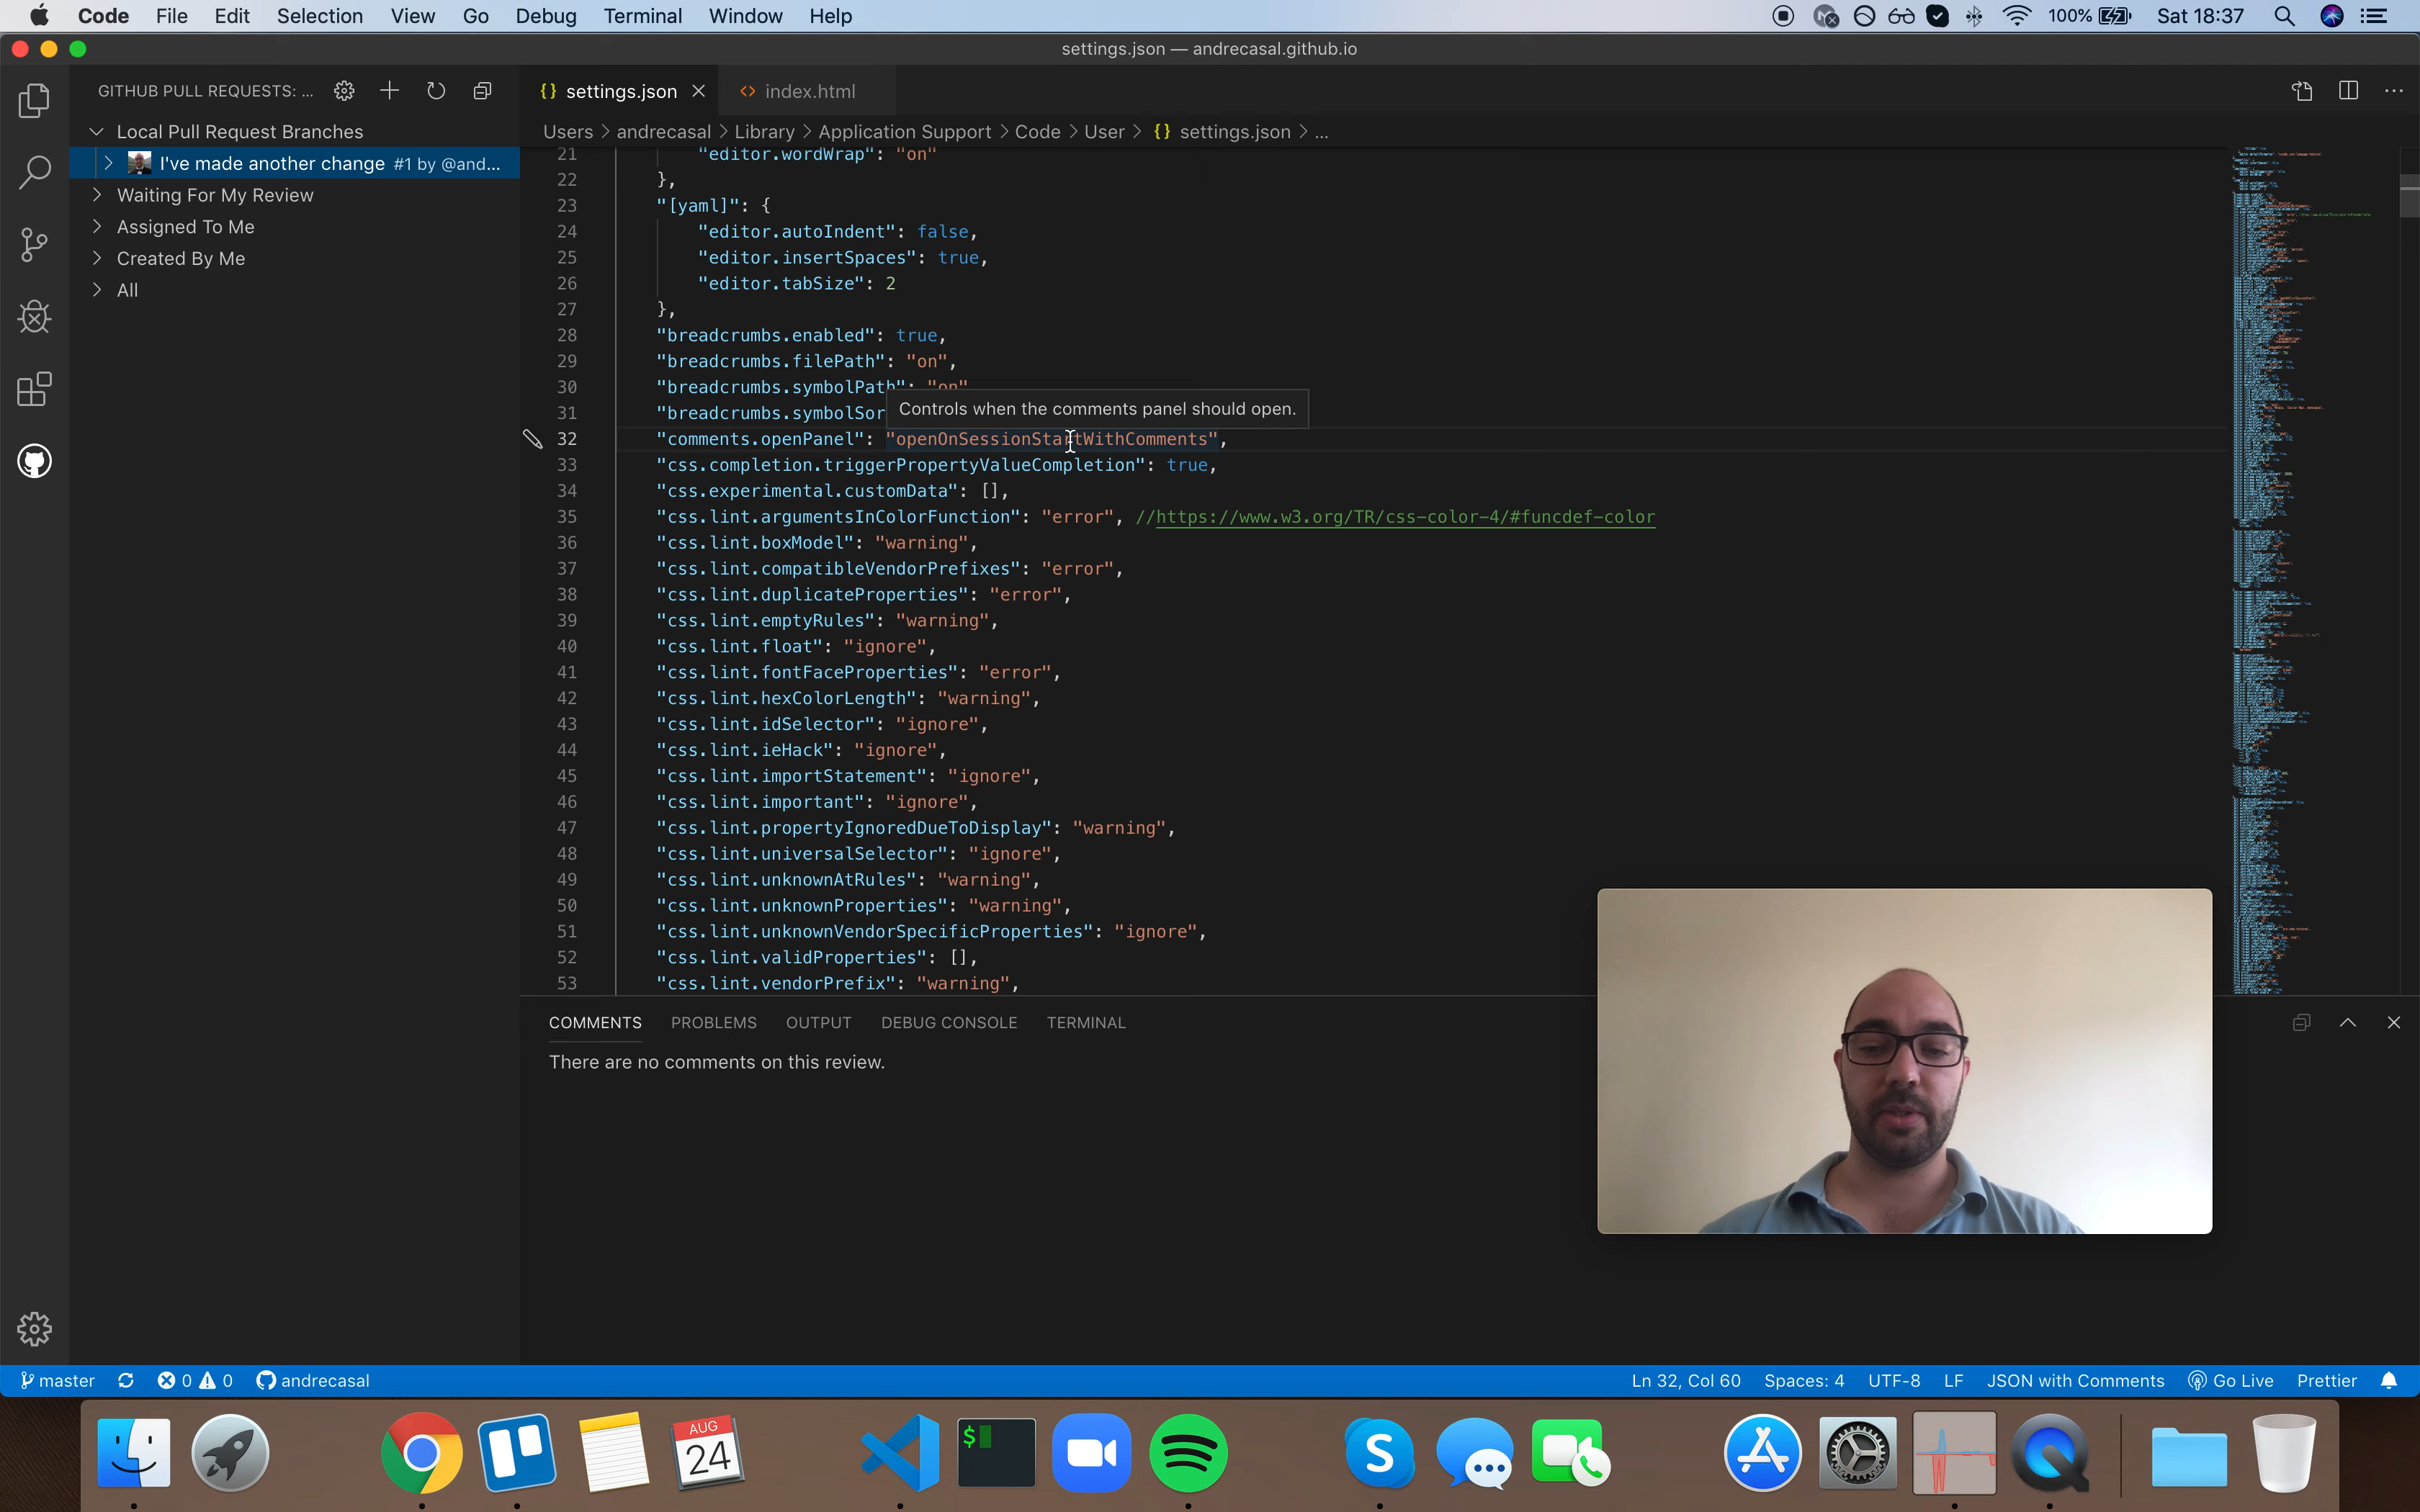 Code File Edit Selection View Go Debug Terminal Window Help 100% Sat 18:37
settings.json — andrecasal.github.io
GITHUB PULL REQUESTS: ...
Local Pull Request Branches
I've made another change #1 by @and...
Waiting For My Review
Assigned To Me
Created By Me
All
{} settings.json <> index.html
Users > andrecasal > Library > Application Support > Code > User > {} settings.json > ...
21 "editor.wordWrap": "on"
22 },
23 "[yaml]": {
24 "editor.autoIndent": false,
25 "editor.insertSpaces": true,
26 "editor.tabSize": 2
27 },
28 "breadcrumbs.enabled": true,
29 "breadcrumbs.filePath": "on",
30 "breadcrumbs.symbolPath": "on"
31 "breadcrumbs.symbolSor
Controls when the comments panel should open.
32 "comments.openPanel": "openOnSessionStartWithComments",
33 "css.completion.triggerPropertyValueCompletion": true,
34 "css.experimental.customData": [],
35 "css.lint.argumentsInColorFunction": "error", //https://www.w3.org/TR/css-color-4/#funcdef-color
36 "css.lint.boxModel": "warning",
37 "css.lint.compatibleVendorPrefixes": "error",
38 "css.lint.duplicateProperties": "error",
39 "css.lint.emptyRules": "warning",
40 "css.lint.float": "ignore",
41 "css.lint.fontFaceProperties": "error",
42 "css.lint.hexColorLength": "warning",
43 "css.lint.idSelector": "ignore",
44 "css.lint.ieHack": "ignore",
45 "css.lint.importStatement": "ignore",
46 "css.lint.important": "ignore",
47 "css.lint.propertyIgnoredDueToDisplay": "warning",
48 "css.lint.universalSelector": "ignore",
49 "css.lint.unknownAtRules": "warning",
50 "css.lint.unknownProperties": "warning",
51 "css.lint.unknownVendorSpecificProperties": "ignore",
52 "css.lint.validProperties": [],
53 "css.lint.vendorPrefix": "warning",
COMMENTS PROBLEMS OUTPUT DEBUG CONSOLE TERMINAL
There are no comments on this review.
master 0 0 andrecasal Ln 32, Col 60 Spaces: 4 UTF-8 LF JSON with Comments Go Live Prettier
AUG
24
$
S